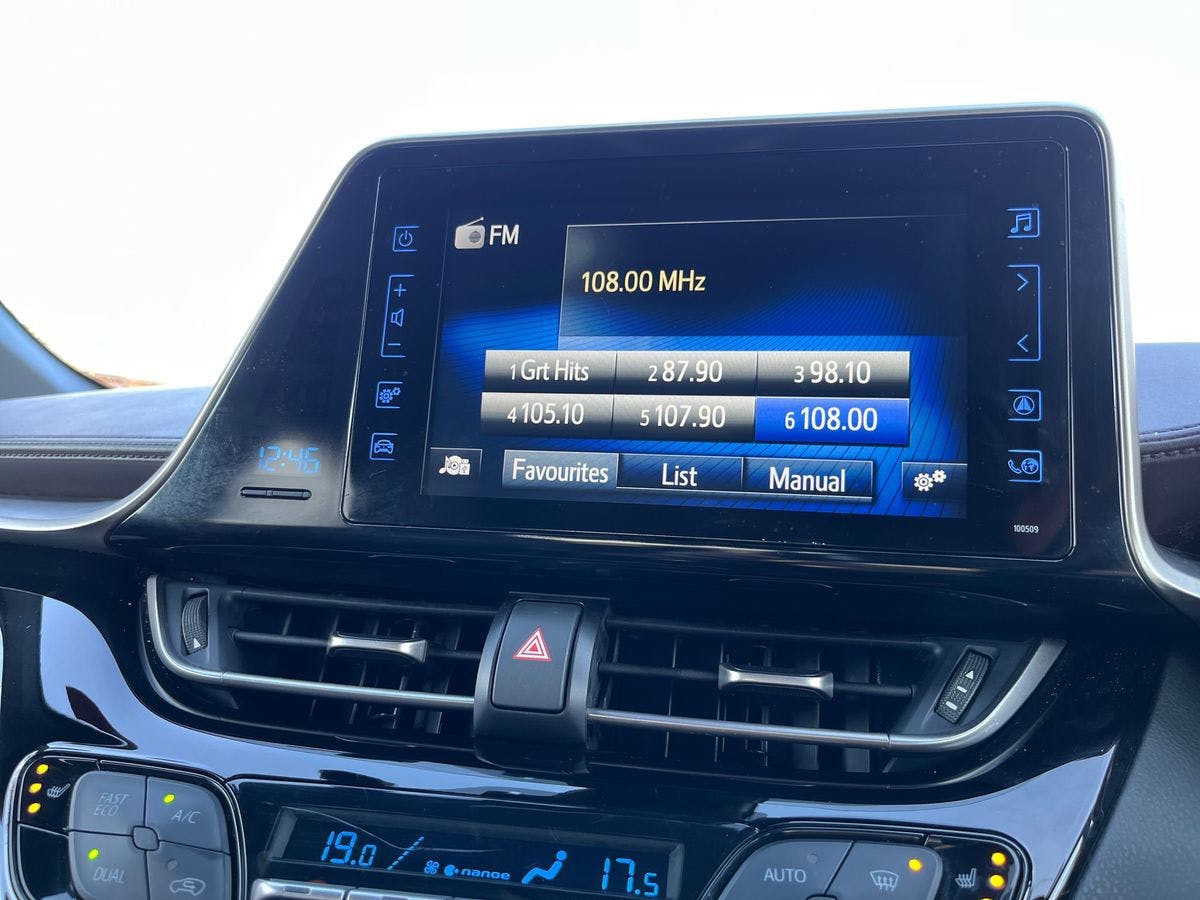 FM
108.00 MHz
1 Grt Hits 2 87.90 3 98.10
4 105.10 5 107.90 6 108.00
Favourites List Manual
12:46
100509
FAST ECO A/C
DUAL
19.0 nanoe 17.5
AUTO